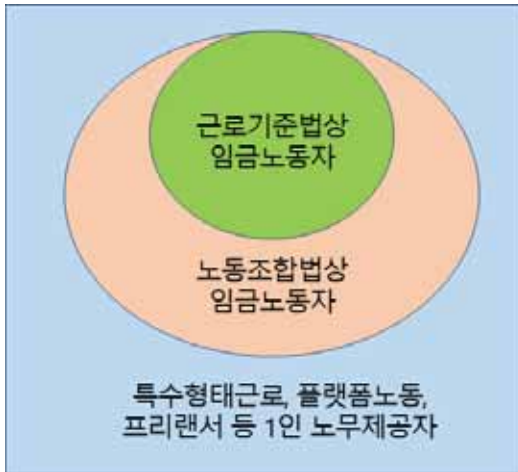 근로기준법상
임금노동자
노동조합법상
임금노동자
특수형태근로, 플랫폼노동,
프리랜서 등 1인 노무제공자